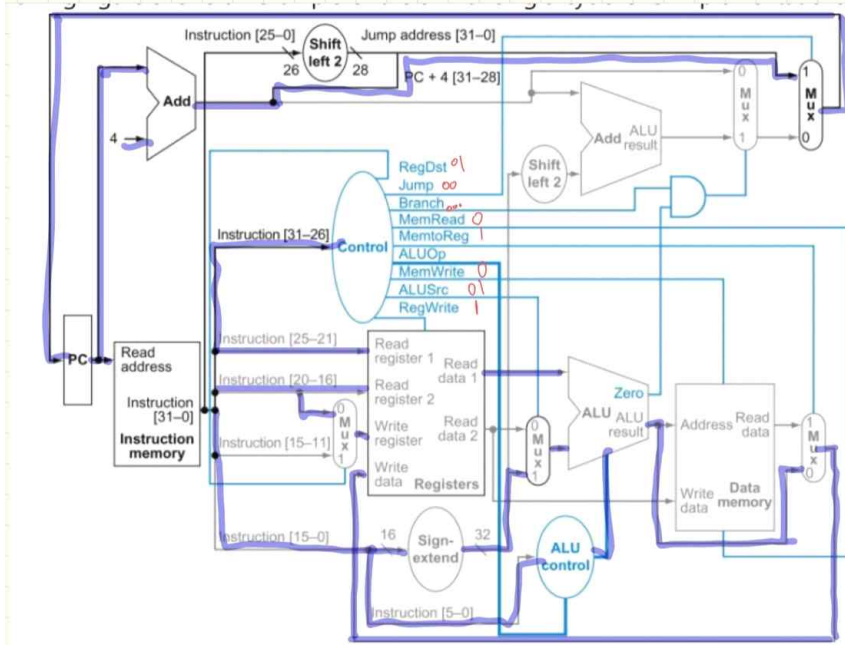 Instruction [25–0]
Shift left 2
Jump address [31–0]
26
28
PC + 4 [31–28]
Add
4
0
M
u
x
1
1
M
u
x
0
Add
ALU result
Shift left 2
RegDst 01
Jump 00
Branch
MemRead 0
MemtoReg 1
ALUOp
MemWrite 0
ALUSrc 01
RegWrite 1
Instruction [31–26]
Control
PC
Read address
Instruction [31–0]
Instruction memory
Instruction [25–21]
Instruction [20–16]
Instruction [15–11]
0
M
u
x
1
Read register 1
Read register 2
Write register
Write data
Read data 1
Read data 2
Registers
0
M
u
x
1
Zero
ALU
ALU result
Address
Read data
Write data
Data memory
1
M
u
x
0
Instruction [15–0]
16
Sign-extend
32
ALU control
Instruction [5–0]